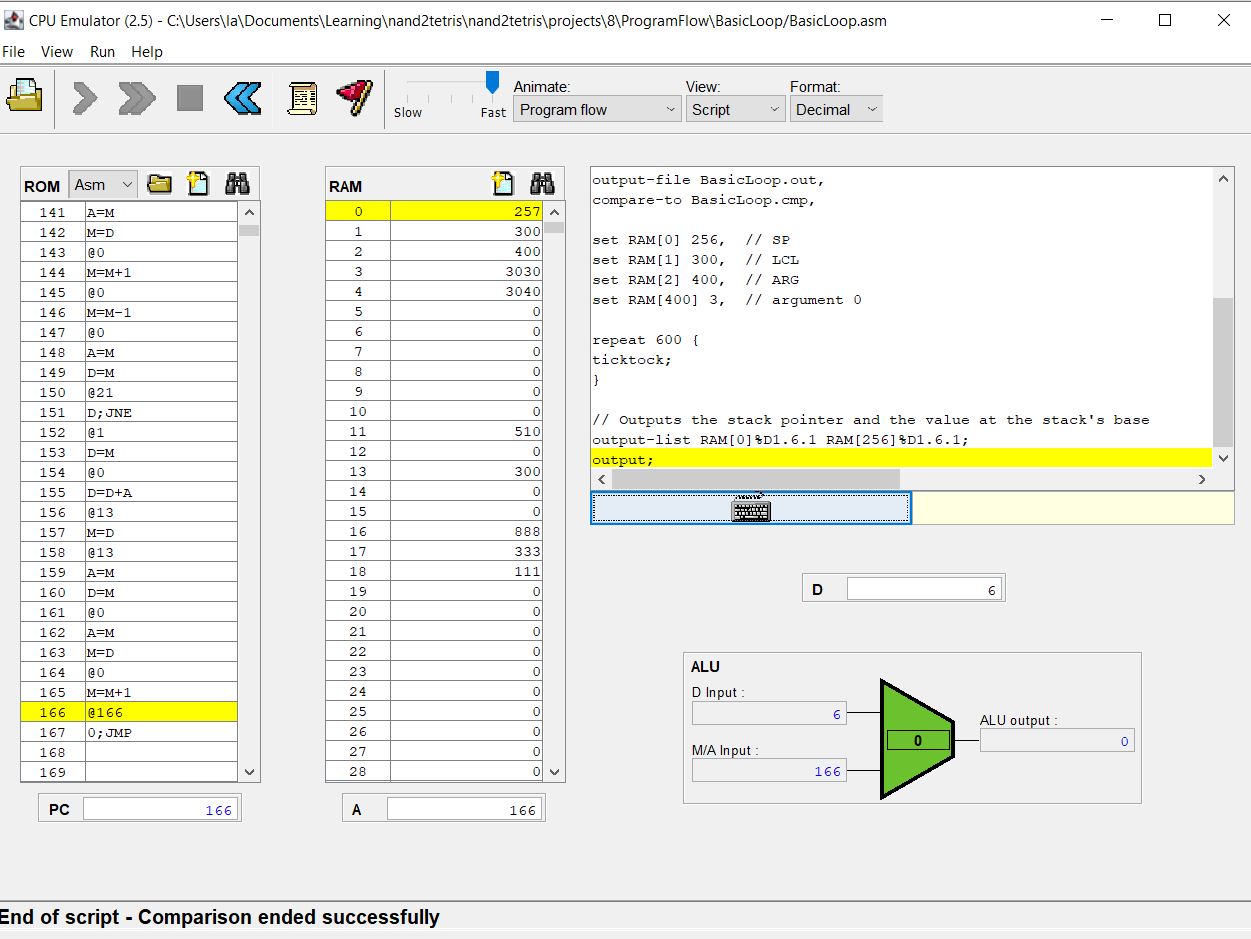 CPU Emulator (2.5) - C:\Users\la\Documents\Learning\nand2tetris\nand2tetris\projects\8\ProgramFlow\BasicLoop/BasicLoop.asm
File View Run Help
Slow Fast
Animate: View: Format:
Program flow Script Decimal
ROM Asm
141 A=M
142 M=D
143 @0
144 M=M+1
145 @0
146 M=M-1
147 @0
148 A=M
149 D=M
150 @21
151 D;JNE
152 @1
153 D=M
154 @0
155 D=D+A
156 @13
157 M=D
158 @13
159 A=M
160 D=M
161 @0
162 A=M
163 M=D
164 @0
165 M=M+1
166 @166
167 0;JMP
168
169
PC 166
RAM
0 257
1 300
2 400
3 3030
4 3040
5 0
6 0
7 0
8 0
9 0
10 0
11 510
12 0
13 300
14 0
15 0
16 888
17 333
18 111
19 0
20 0
21 0
22 0
23 0
24 0
25 0
26 0
27 0
28 0
A 166
output-file BasicLoop.out,
compare-to BasicLoop.cmp,
set RAM[0] 256, // SP
set RAM[1] 300, // LCL
set RAM[2] 400, // ARG
set RAM[400] 3, // argument 0
repeat 600 {
ticktock;
}
// Outputs the stack pointer and the value at the stack's base
output-list RAM[0]%D1.6.1 RAM[256]%D1.6.1;
output;
D 6
ALU
D Input :
6
M/A Input :
166
0
ALU output :
0
End of script - Comparison ended successfully